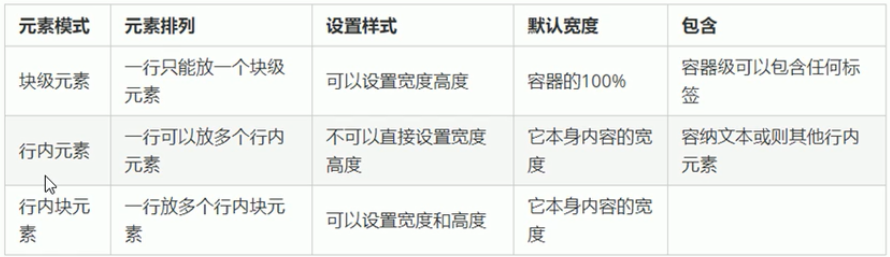 元素模式 元素排列 设置样式 默认宽度 包含
块级元素 一行只能放一个块级元素 可以设置宽度高度 容器的100% 容器级可以包含任何标签
行内元素 一行可以放多个行内元素 不可以直接设置宽度高度 它本身内容的宽度 容纳文本或则其他行内元素
行内块元素 一行放多个行内块元素 可以设置宽度和高度 它本身内容的宽度